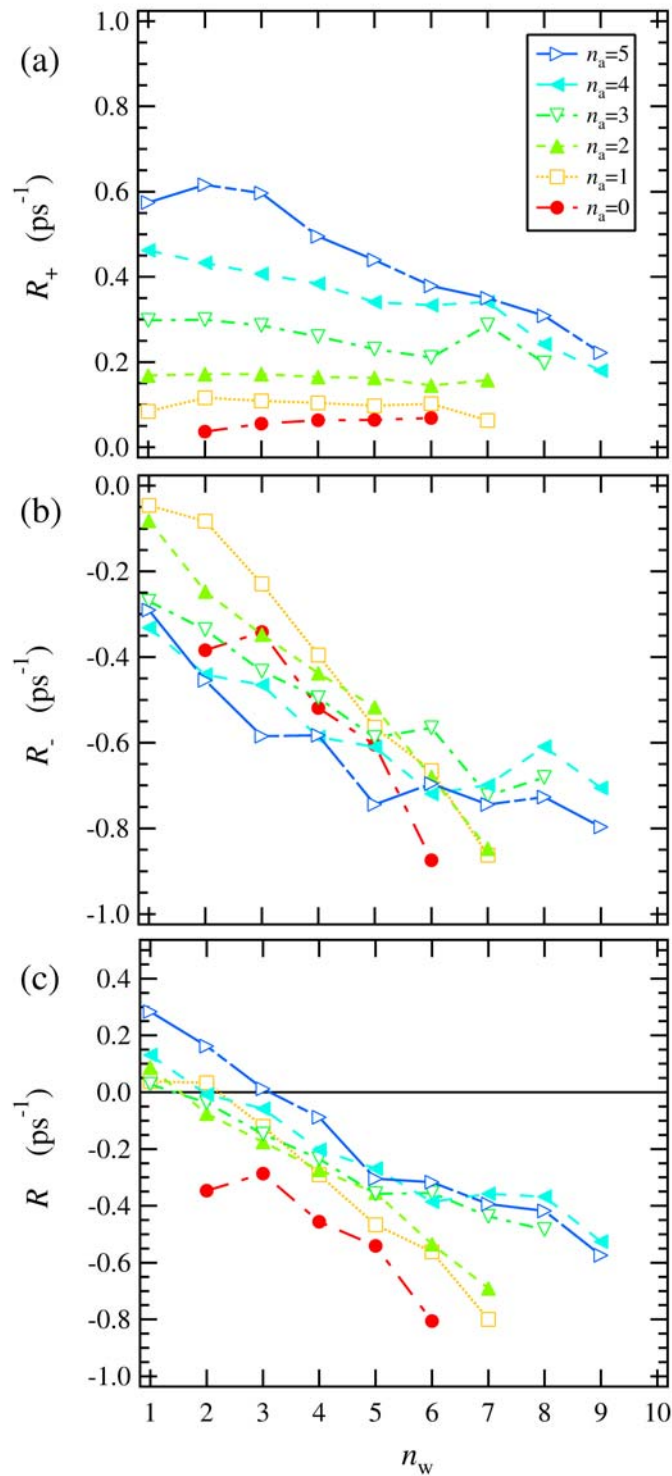 (a)
1.0
0.8
0.6
0.4
0.2
0.0
R₊ (ps⁻¹)
nₐ=5
nₐ=4
nₐ=3
nₐ=2
nₐ=1
nₐ=0
(b)
0.0
-0.2
-0.4
-0.6
-0.8
-1.0
R₋ (ps⁻¹)
(c)
0.4
0.2
0.0
-0.2
-0.4
-0.6
-0.8
-1.0
R (ps⁻¹)
1 2 3 4 5 6 7 8 9 10
n_w